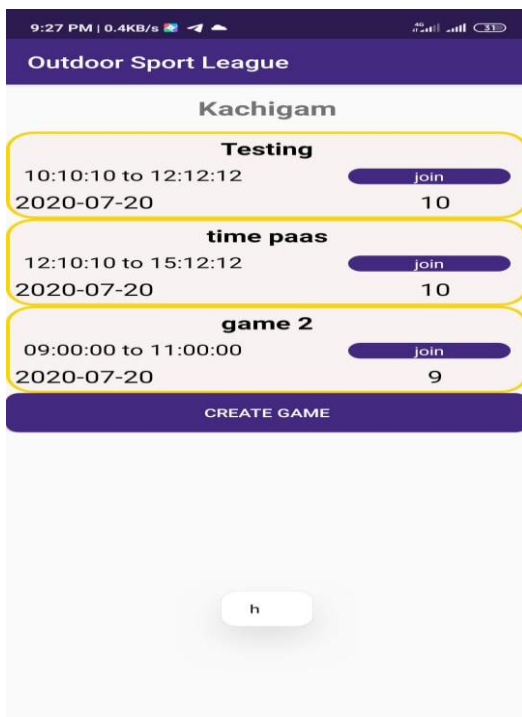 9:27 PM | 0.4KB/s
4G
31
Outdoor Sport League
Kachigam
Testing
10:10:10 to 12:12:12
join
2020-07-20
10
time paas
12:10:10 to 15:12:12
join
2020-07-20
10
game 2
09:00:00 to 11:00:00
join
2020-07-20
9
CREATE GAME
h